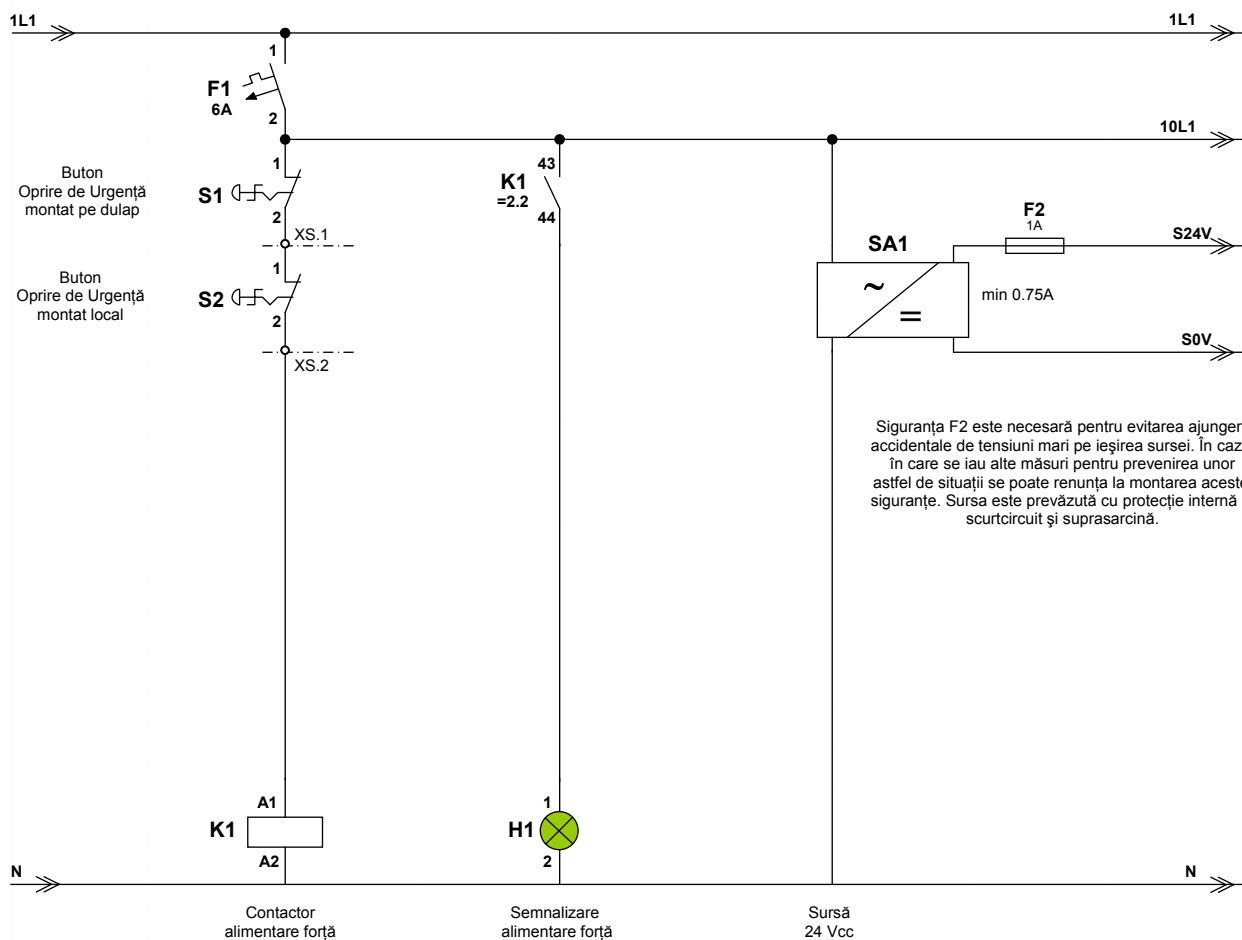 1L1
1L1
1
F1
6A
2
10L1
Buton
Oprire de Urgență
montat pe dulap
1
S1
2
XS.1
43
K1
=2.2
44
F2
1A
S24V
SA1
~
=
min 0.75A
S0V
Buton
Oprire de Urgență
montat local
1
S2
2
XS.2
Siguranța F2 este necesară pentru evitarea ajunger
accidentale de tensiuni mari pe ieşirea sursei. În caz
în care se iau alte măsuri pentru prevenirea unor
astfel de situații se poate renunța la montarea aceste
siguranțe. Sursa este prevăzută cu protecție internă
scurtcircuit şi suprasarcină.
A1
K1
A2
1
H1
2
N
N
Contactor
alimentare forță
Semnalizare
alimentare forță
Sursă
24 Vcc